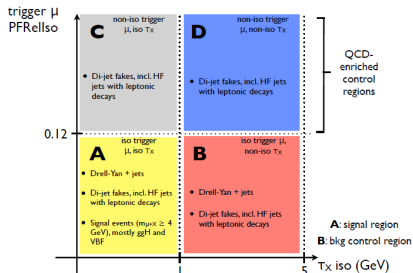 trigger μ
PFRelIso
C
non-iso trigger
μ, iso τX
• Di-jet fakes, incl. HF
jets with leptonic
decays
D
non-iso trigger
μ, non-iso τX
• Di-jet fakes, incl. HF jets
with leptonic decays
QCD-
enriched
control
regions
0.12
A
iso trigger
μ, iso τX
• Drell-Yan + jets
• Di-jet fakes, incl. HF jets
with leptonic decays
• Signal events (mμ+X ≥ 4
GeV), mostly ggH and
VBF
B
iso trigger μ,
non-iso τX
• Drell-Yan + jets
• Di-jet fakes, incl. HF jets
with leptonic decays
A: signal region
B: bkg control region
1
5
τX iso (GeV)